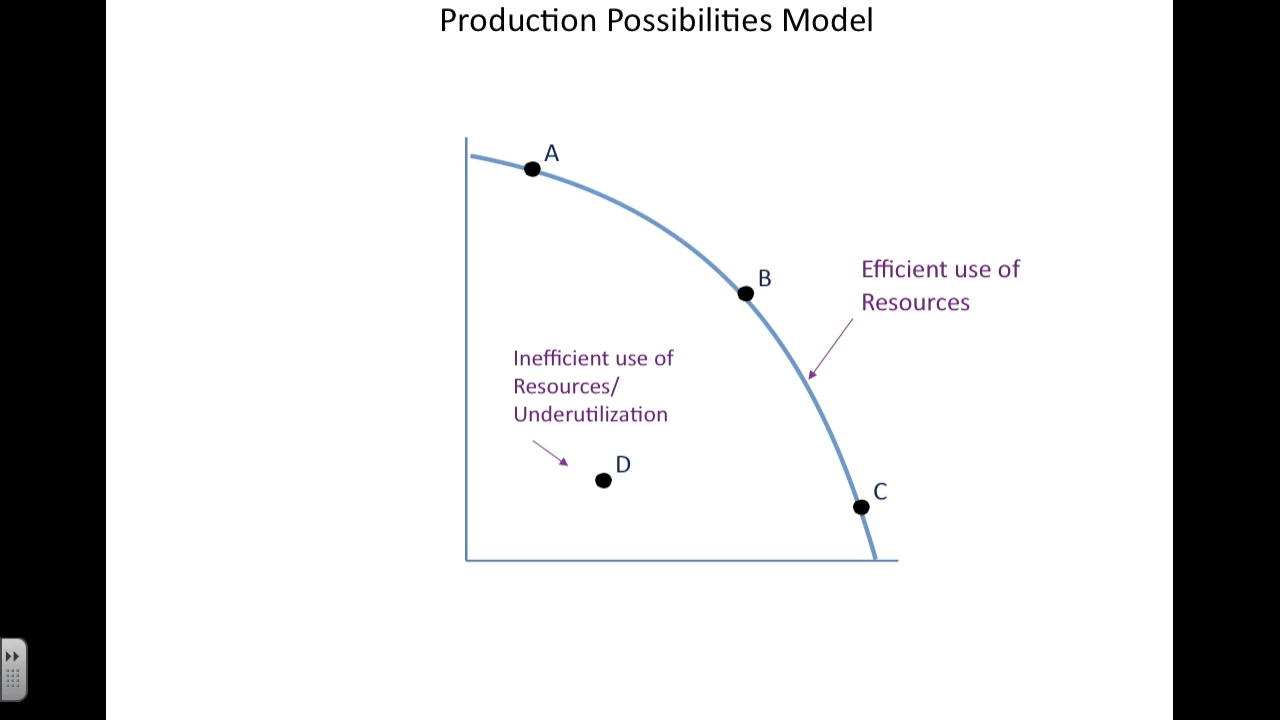 Production Possibilities Model
A
B
Efficient use of
Resources
Inefficient use of
Resources/
Underutilization
D
C